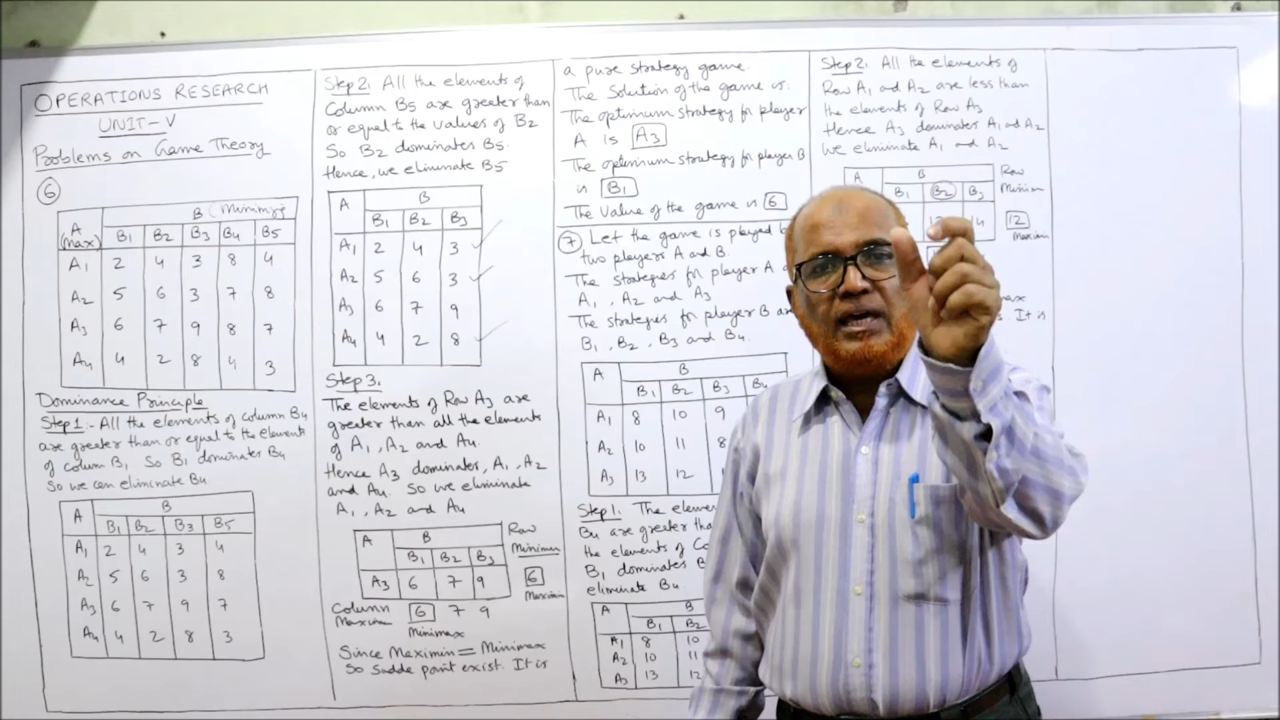 OPERATIONS RESEARCH
UNIT-V
Problems on Game Theory
6
A (max) B (Minimize
B1 B2 B3 B4 B5
A1 2 4 3 8 4
A2 5 6 3 7 8
A3 6 7 9 8 7
A4 4 2 8 4 3
Dominance Principle
Step 1.- All the elements of column B4
are greater than or equal to the elements
of colum B1, So B1 dominates B4
So we can eliminate B4
A B
B1 B2 B3 B5
A1 2 4 3 4
A2 5 6 3 8
A3 6 7 9 7
A4 4 2 8 3
Step 2: All the elements of
Column B5 are greater than
or equal to the values of B2
So B2 dominates B5.
Hence, we eliminate B5
A B
B1 B2 B3
A1 2 4 3
A2 5 6 3
A3 6 7 9
A4 4 2 8
Step 3.
The elements of Row A3 are
greater than all the elements
of A1, A2 and A4.
Hence A3 dominates, A1, A2
and A4. So we eliminate
A1, A2 and A4
A B Row
B1 B2 B3 Minimum
A3 6 7 9 6
Maximin
Column 6 7 9
Maxima Minimax
Since Maximin = Minimax
So sadde point exist. It is
a pure strategy game.
The Solution of the game is:
The optimum strategy for player
A is A3
The optimum strategy for player B
is B1
The value of the game is 6
7 Let the game is played
two players A and B.
The strategies for player A
A1, A2 and A3
The strategies for player B
B1, B2, B3 and B4.
A B
B1 B2 B3 B4
A1 8 10 9
A2 10 11 8
A3 13 12
Step 1: The
B4 are greater
the elements of
B1 dominates
eliminate B4.
A B
B1 B2
A1 8 10
A2 10 11
A3 13
Step 2: All the elements of
Row A1 and A2 are less than
the elements of Row A3
Hence A3 dominates A1 and A2
We eliminate A1 and A2
A B Row
B1 B2 B3 Minimum
14 12
Maximin
It is